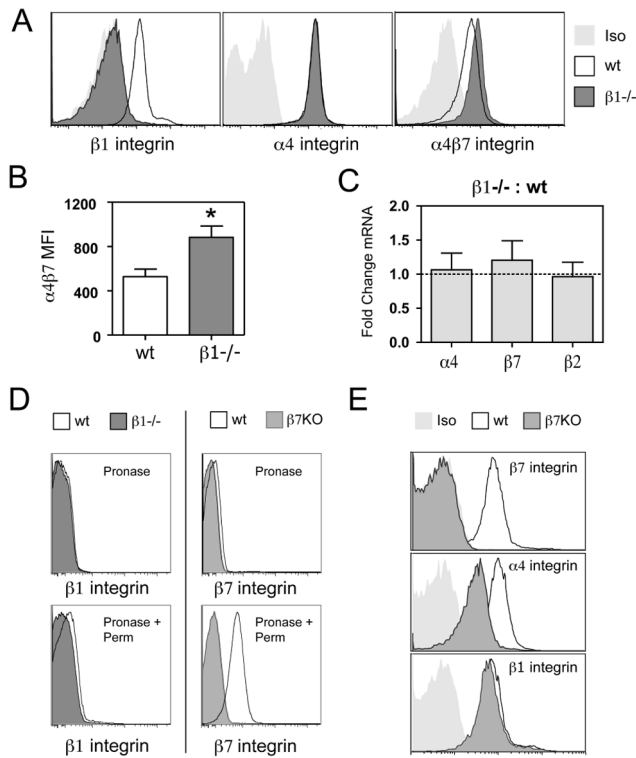 A
Iso
wt
β1-/-
β1 integrin
α4 integrin
α4β7 integrin
B
α4β7 MFI
1200
800
400
0
*
wt
β1-/-
C
β1-/- : wt
Fold Change mRNA
2.0
1.5
1.0
0.5
0.0
α4
β7
β2
D
wt
β1-/-
wt
β7KO
Pronase
Pronase
β1 integrin
β7 integrin
Pronase +
Perm
Pronase +
Perm
β1 integrin
β7 integrin
E
Iso
wt
β7KO
β7 integrin
α4 integrin
β1 integrin